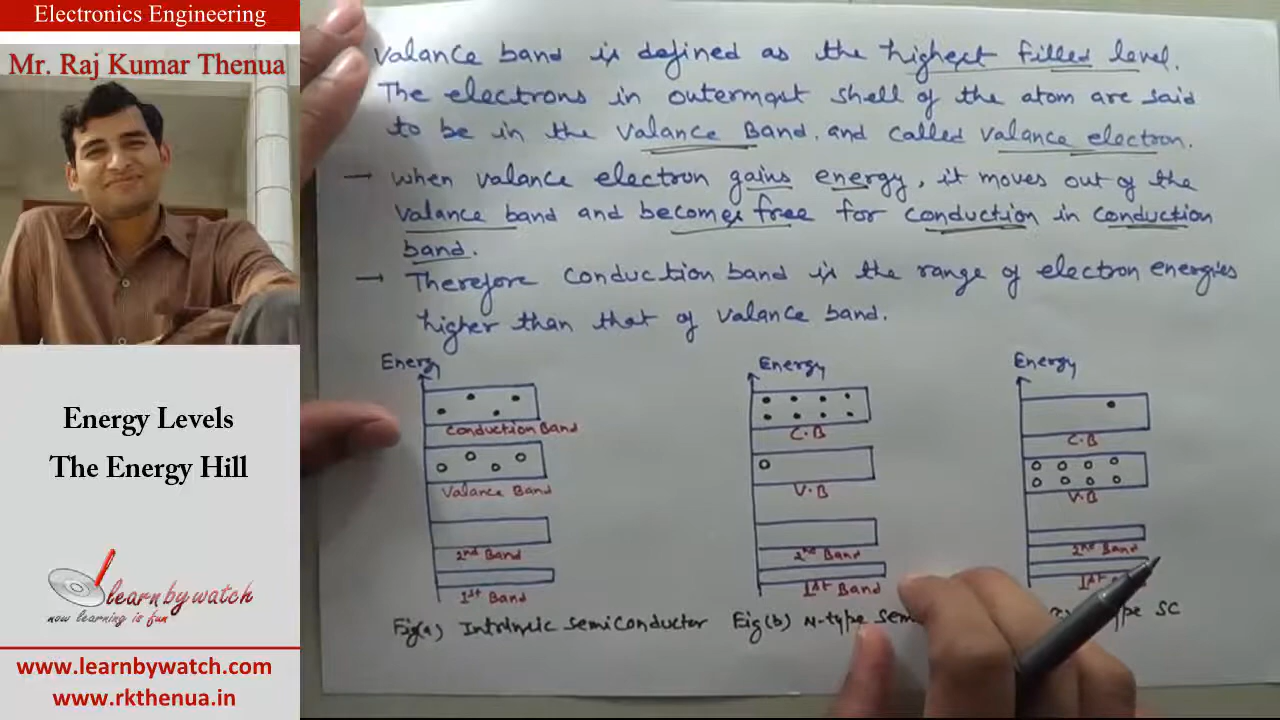 Electronics Engineering
Mr. Raj Kumar Thenua
Energy Levels
The Energy Hill
learnbywatch
now learning is fun
www.learnbywatch.com
www.rkthenua.in
Valance band is defined as the highest filled level.
The electrons in outermost shell of the atom are said
to be in the Valance Band. and called valance electron.
→ when valance electron gains energy, it moves out of the
valance band and becomes free for conduction in conduction
band.
→ Therefore conduction band is the range of electron energies
higher than that of valance band.
Energy
Conduction Band
Valance Band
2nd Band
1st Band
Fig(a) Intrinsic Semiconductor
Energy
C.B
V.B
2nd Band
1st Band
Fig(b) N-type Sem
Energy
C.B
V.B
2nd Band
1st
type SC